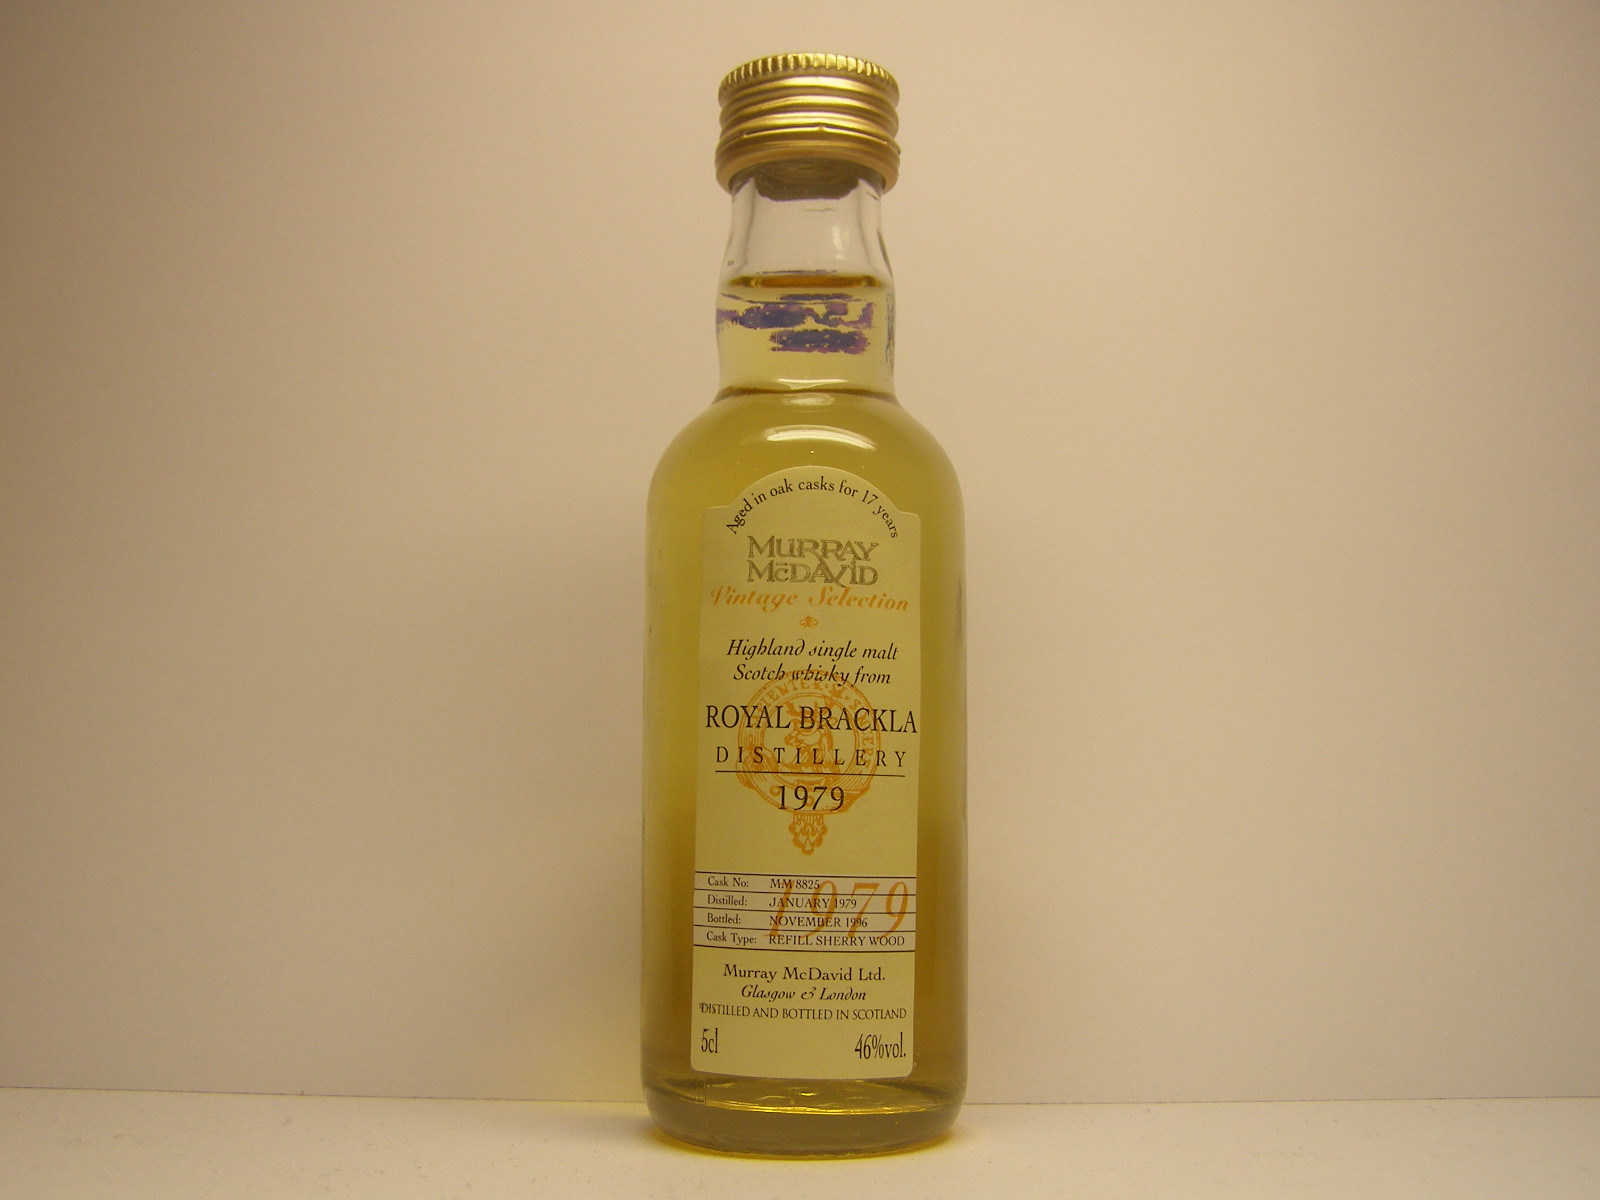 Aged in oak casks for 17 years
MURRAY
McDAVID
Vintage Selection
Highland single malt
Scotch whisky from
ROYAL BRACKLA
DISTILLERY
1979
1979
Cask No: MM 8825
Distilled: JANUARY 1979
Bottled: NOVEMBER 1996
Cask Type: REFILL SHERRY WOOD
Murray McDavid Ltd.
Glasgow & London
DISTILLED AND BOTTLED IN SCOTLAND
5cl 46%vol.